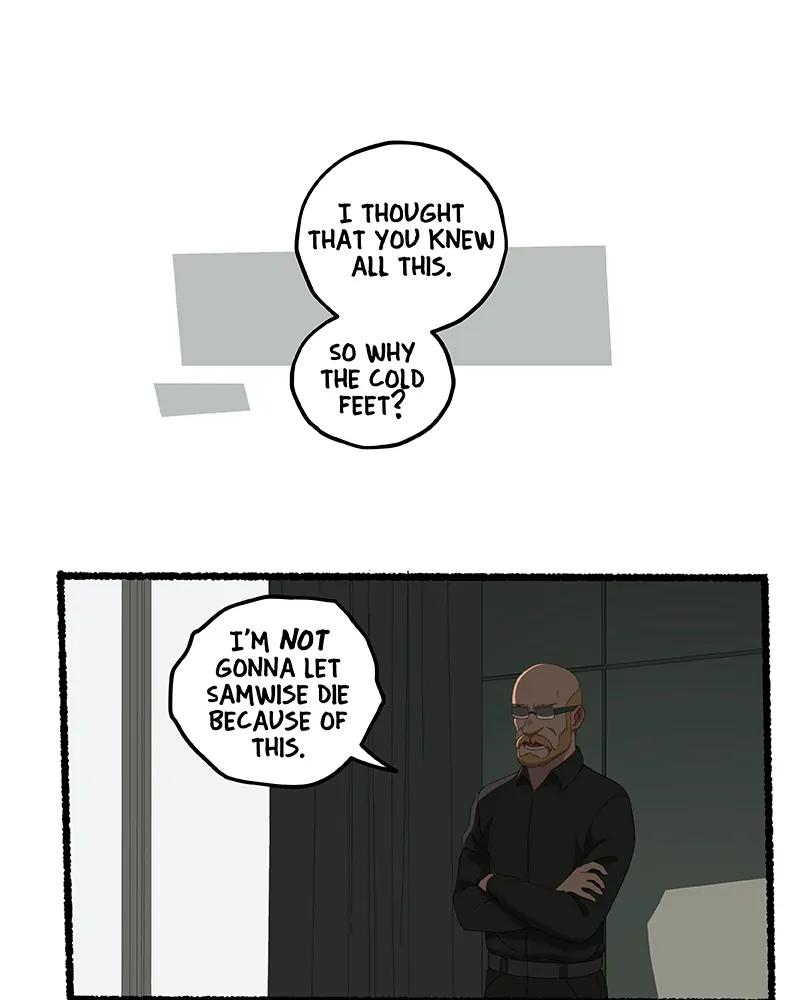 I THOUGHT
THAT YOU KNEW
ALL THIS.
SO WHY
THE COLD
FEET?
I'M NOT
GONNA LET
SAMWISE DIE
BECAUSE OF
THIS.